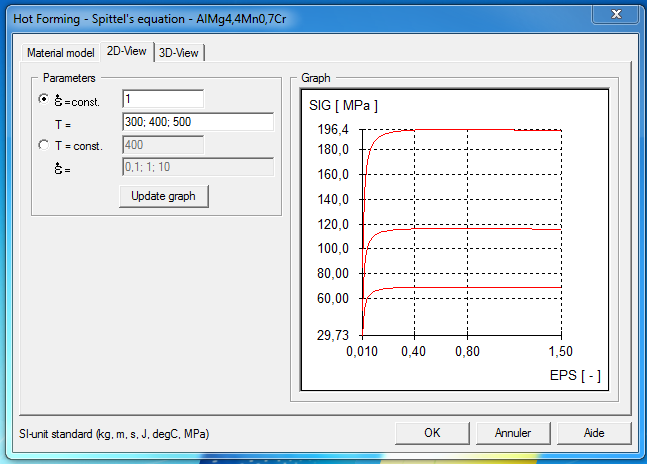 Hot Forming - Spittel's equation - AlMg4,4Mn0,7Cr
Material model 2D-View 3D-View
Parameters
ε̇ =const. 1
T = 300; 400; 500
T = const. 400
ε̇ = 0,1; 1; 10
Update graph
Graph
SIG [ MPa ]
196,4
180,0
160,0
140,0
120,0
100,0
80,00
60,00
29,73
0,010 0,40 0,80 1,50
EPS [ - ]
SI-unit standard (kg, m, s, J, degC, MPa)
OK Annuler Aide